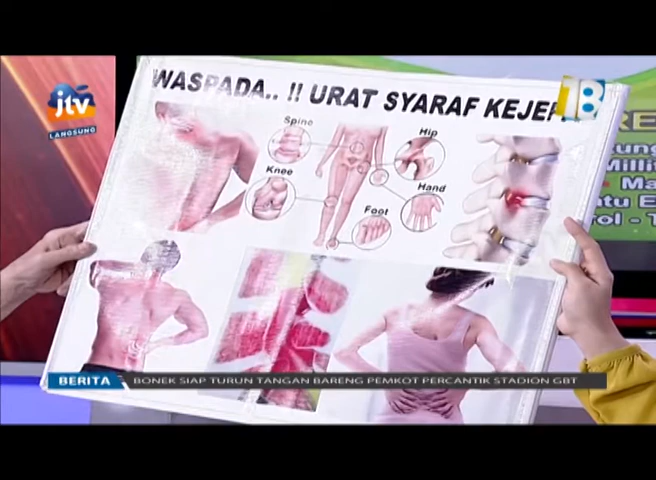 WASPADA.. !! URAT SYARAF KEJEP
Spine
Hip
Knee
Hand
Foot
jtv
LANGSUNG
B
BERITA
BONEK SIAP TURUN TANGAN BARENG PEMKOT PERCANTIK STADION GBT